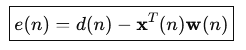 e(n) = d(n) − x^T(n)w(n)